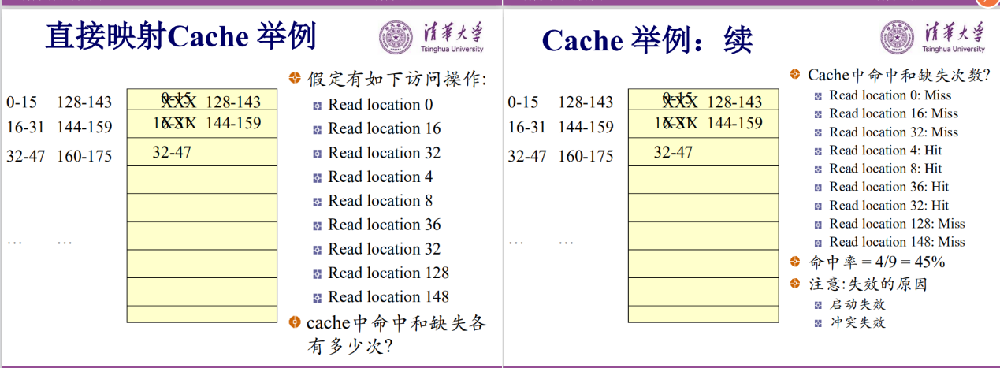 直接映射Cache 举例
清华大学
Tsinghua University
假定有如下访问操作:
0-15 128-143 0-15 XXX 128-143
Read location 0
16-31 144-159 16-31 XXX 144-159
Read location 16
32-47 160-175 32-47
Read location 32
Read location 4
Read location 8
Read location 36
… …
Read location 32
Read location 128
Read location 148
cache中命中和缺失各
有多少次?
Cache 举例：续
清华大学
Tsinghua University
Cache中命中和缺失次数?
0-15 128-143 0-15 XXX 128-143
Read location 0: Miss
16-31 144-159 16-31 XXX 144-159
Read location 16: Miss
32-47 160-175 32-47
Read location 32: Miss
Read location 4: Hit
Read location 8: Hit
Read location 36: Hit
Read location 32: Hit
Read location 128: Miss
… …
Read location 148: Miss
命中率 = 4/9 = 45%
注意:失效的原因
启动失效
冲突失效